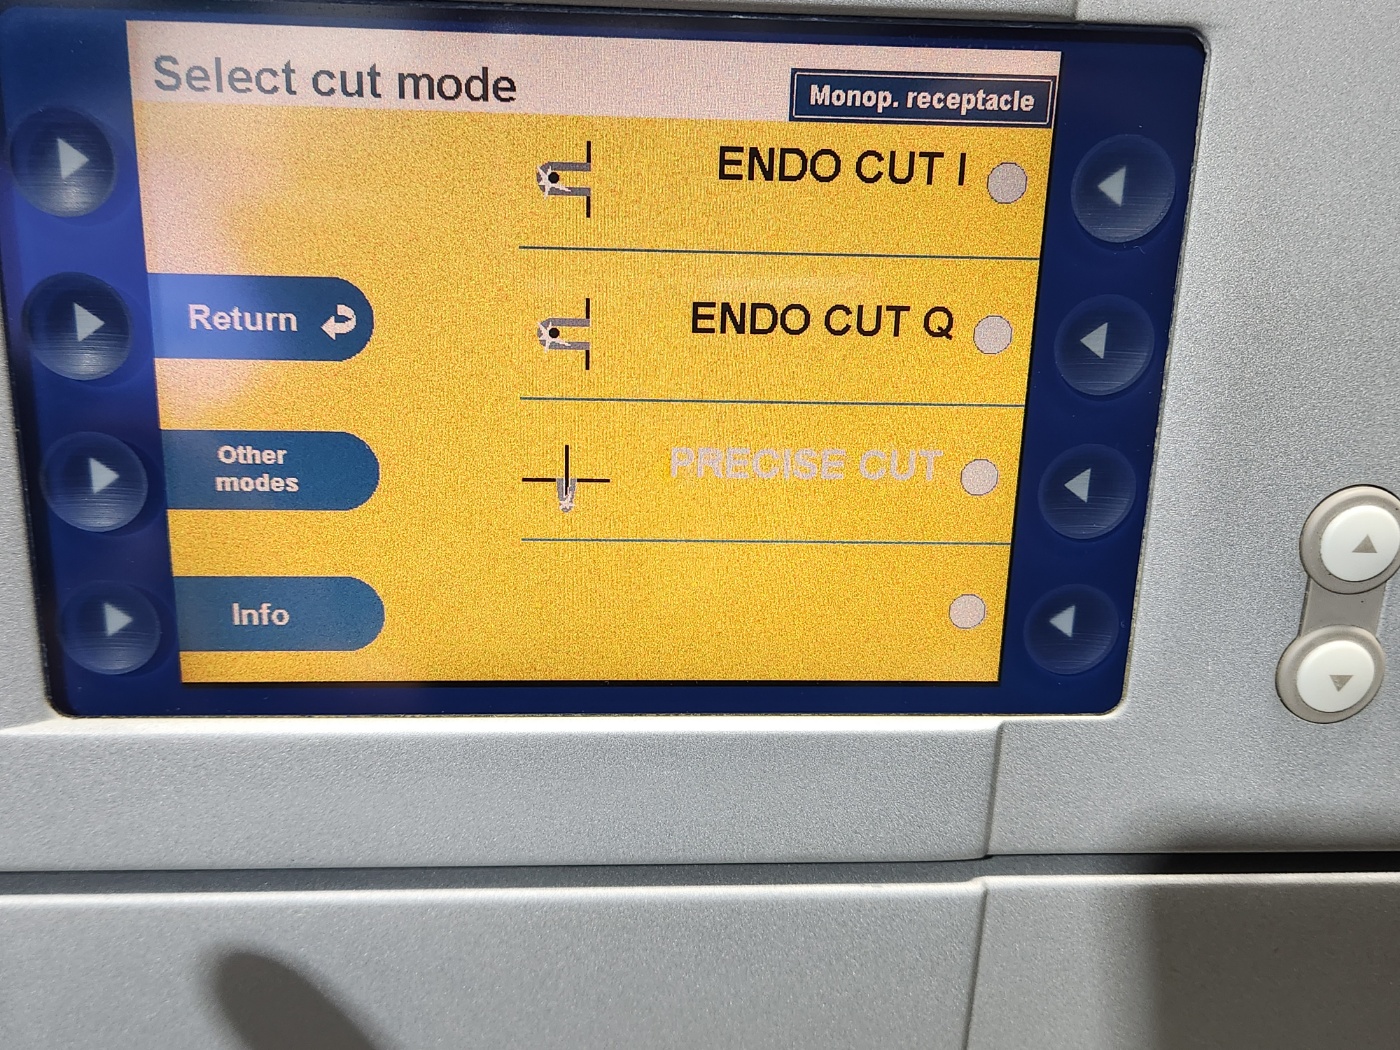 Select cut mode
Monop. receptacle
ENDO CUT I
Return
ENDO CUT Q
Other
modes
PRECISE CUT
Info